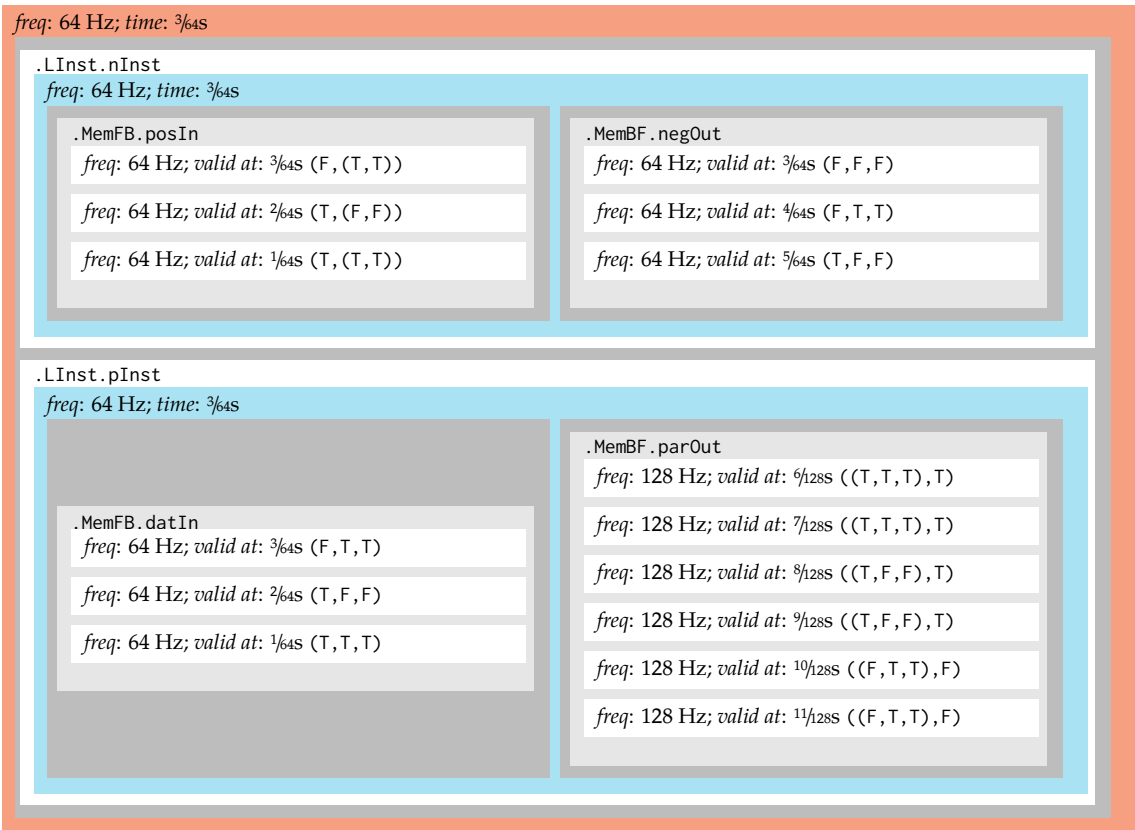 freq: 64 Hz; time: 3/64s
.LInst.nInst
freq: 64 Hz; time: 3/64s
.MemFB.posIn
freq: 64 Hz; valid at: 3/64s (F,(T,T))
freq: 64 Hz; valid at: 2/64s (T,(F,F))
freq: 64 Hz; valid at: 1/64s (T,(T,T))
.MemBF.negOut
freq: 64 Hz; valid at: 3/64s (F,F,F)
freq: 64 Hz; valid at: 4/64s (F,T,T)
freq: 64 Hz; valid at: 5/64s (T,F,F)
.LInst.pInst
freq: 64 Hz; time: 3/64s
.MemFB.datIn
freq: 64 Hz; valid at: 3/64s (F,T,T)
freq: 64 Hz; valid at: 2/64s (T,F,F)
freq: 64 Hz; valid at: 1/64s (T,T,T)
.MemBF.parOut
freq: 128 Hz; valid at: 6/128s ((T,T,T),T)
freq: 128 Hz; valid at: 7/128s ((T,T,T),T)
freq: 128 Hz; valid at: 8/128s ((T,F,F),T)
freq: 128 Hz; valid at: 9/128s ((T,F,F),T)
freq: 128 Hz; valid at: 10/128s ((F,T,T),F)
freq: 128 Hz; valid at: 11/128s ((F,T,T),F)